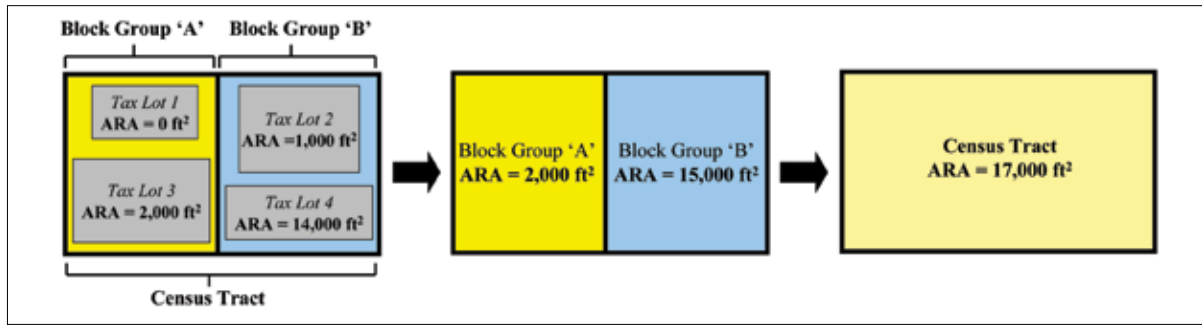 Block Group ‘A’
Block Group ‘B’
Tax Lot 1
ARA = 0 ft²
Tax Lot 3
ARA = 2,000 ft²
Tax Lot 2
ARA =1,000 ft²
Tax Lot 4
ARA = 14,000 ft²
Census Tract
Block Group ‘A’
ARA = 2,000 ft²
Block Group ‘B’
ARA = 15,000 ft²
Census Tract
ARA = 17,000 ft²